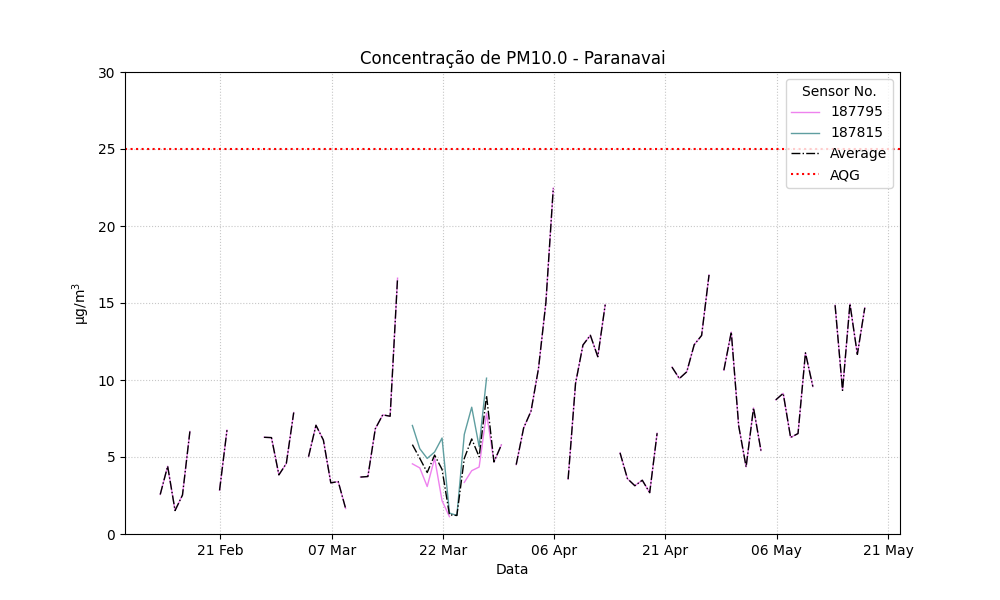 Concentração de PM10.0 - Paranavai
30
25
20
15
10
5
0
µg/m³
Sensor No.
187795
187815
Average
AQG
21 Feb
07 Mar
22 Mar
06 Apr
21 Apr
06 May
21 May
Data